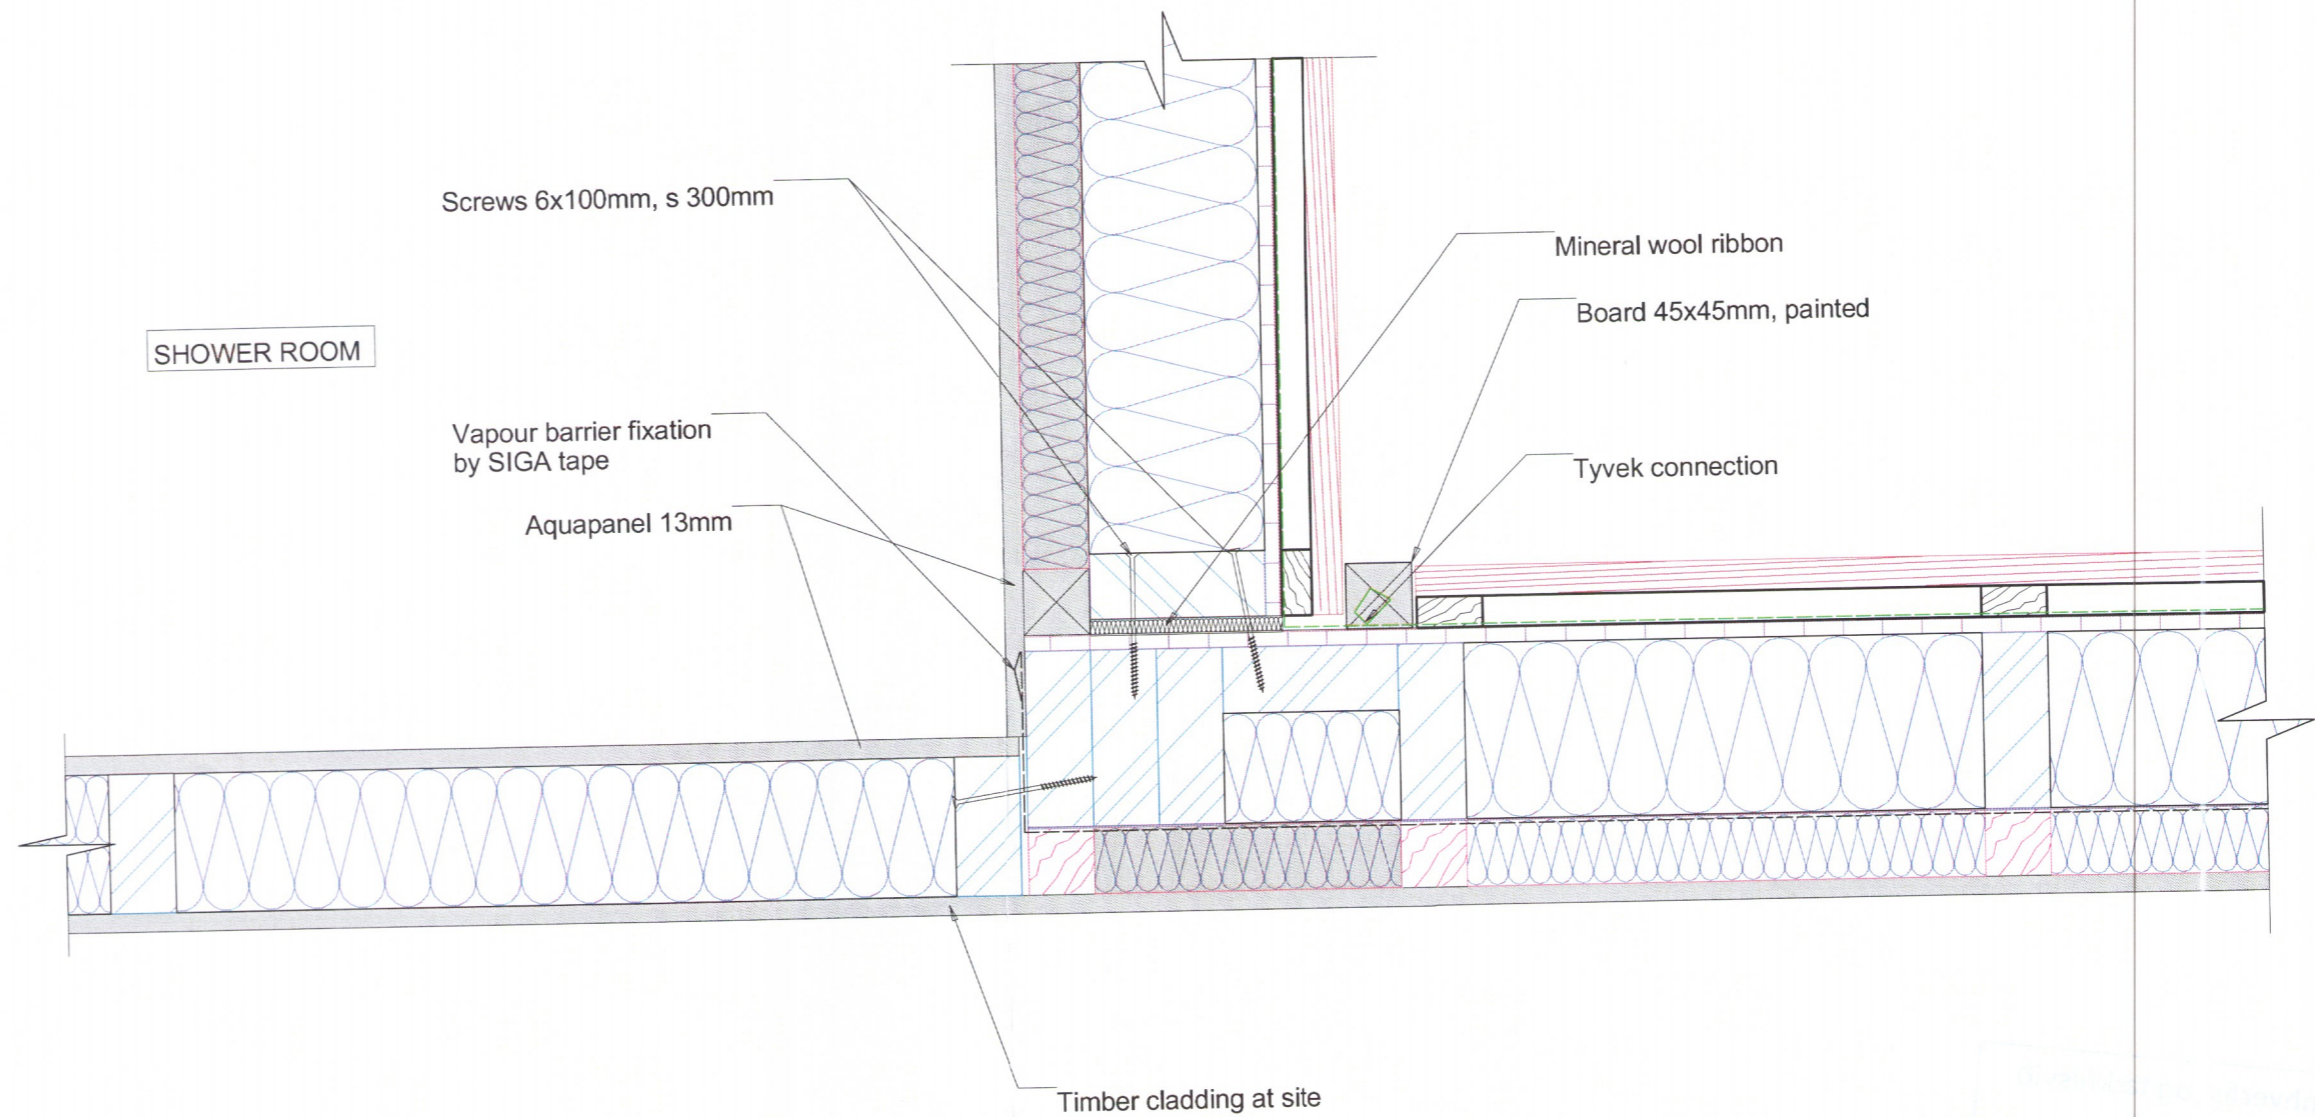 Screws 6x100mm, s 300mm
Mineral wool ribbon
Board 45x45mm, painted
SHOWER ROOM
Vapour barrier fixation
by SIGA tape
Tyvek connection
Aquapanel 13mm
Timber cladding at site